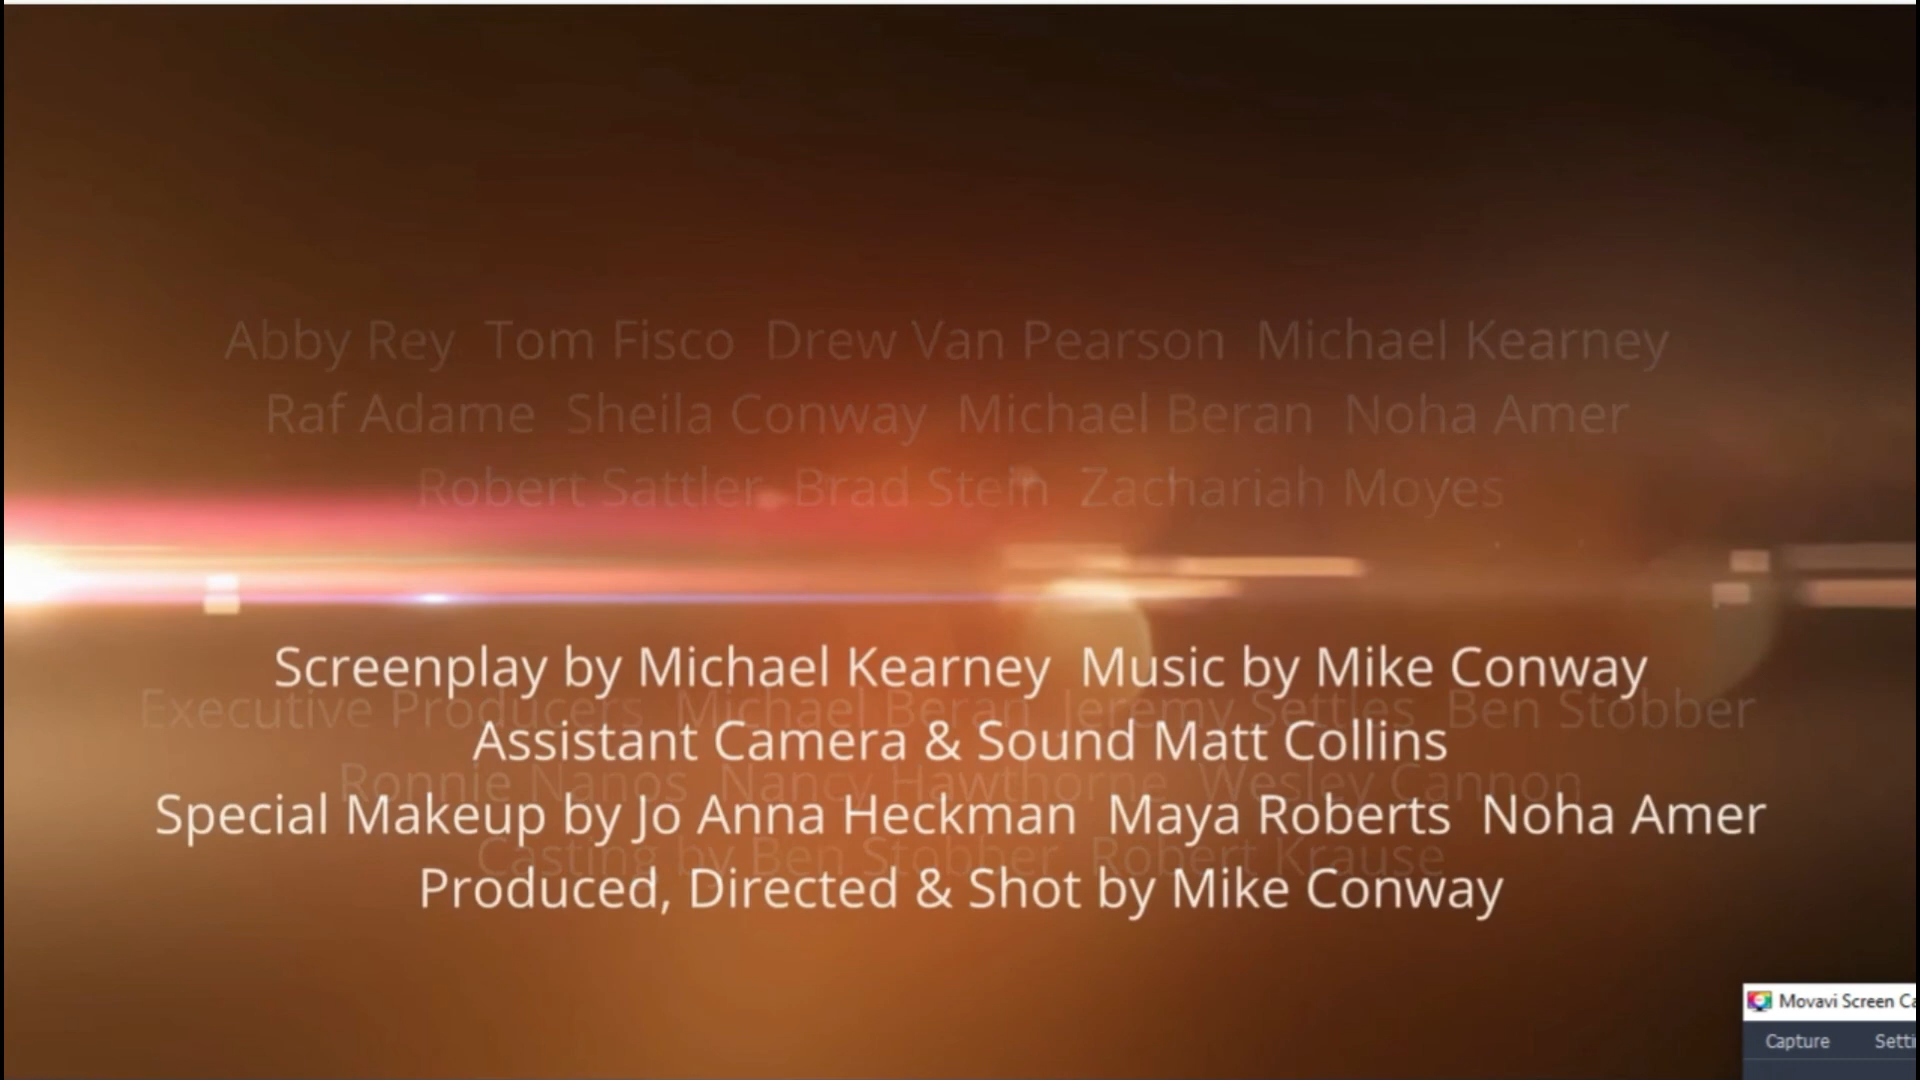 Abby Rey Tom Fisco Drew Van Pearson Michael Kearney
Raf Adame Sheila Conway Michael Beran Noha Amer
Robert Sattler Brad Stein Zachariah Moyes
Screenplay by Michael Kearney Music by Mike Conway
Executive Producers Michael Beran Jeremy Settles Ben Stobber
Assistant Camera & Sound Matt Collins
Ronnie Nanos Nancy Hawthorne Wesley Cannon
Special Makeup by Jo Anna Heckman Maya Roberts Noha Amer
Casting by Ben Stobber Robert Krause
Produced, Directed & Shot by Mike Conway
Movavi Screen Ca
Capture Setti